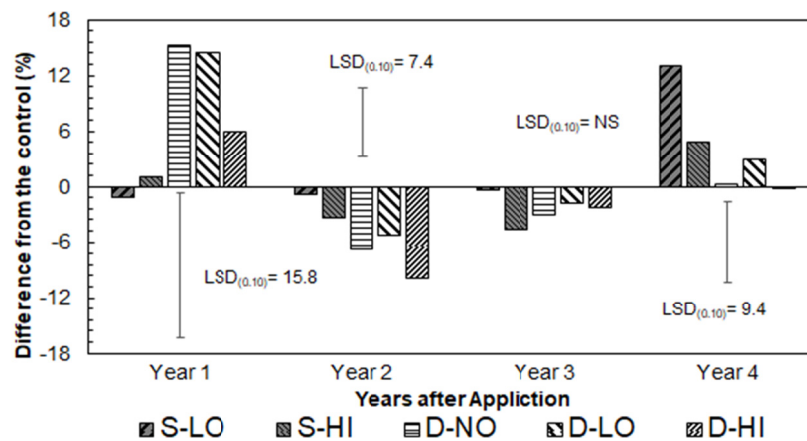 Difference from the control (%)
18
12
6
0
-6
-12
-18
LSD(0.10)= 7.4
LSD(0.10)= NS
LSD(0.10)= 15.8
LSD(0.10)= 9.4
Year 1 Year 2 Year 3 Year 4
Years after Appliction
S-LO S-HI D-NO D-LO D-HI